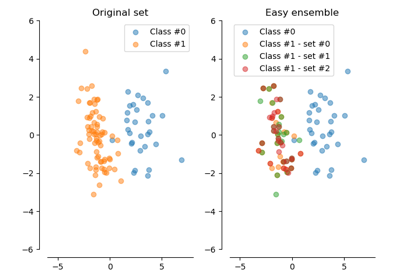 Original set
Easy ensemble
Class #0
Class #1
Class #0
Class #1 - set #0
Class #1 - set #1
Class #1 - set #2
6
4
2
0
−2
−4
−6
−5
0
5
6
4
2
0
−2
−4
−6
−5
0
5